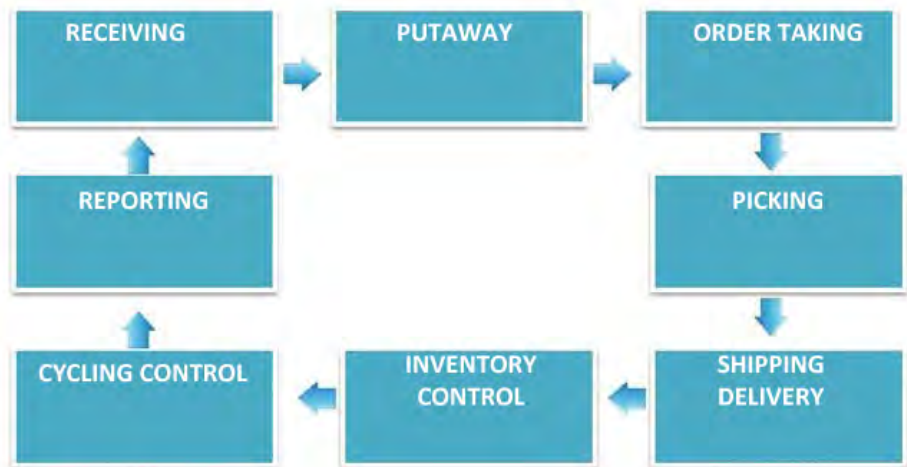 RECEIVING
PUTAWAY
ORDER TAKING
PICKING
SHIPPING
DELIVERY
INVENTORY
CONTROL
CYCLING CONTROL
REPORTING